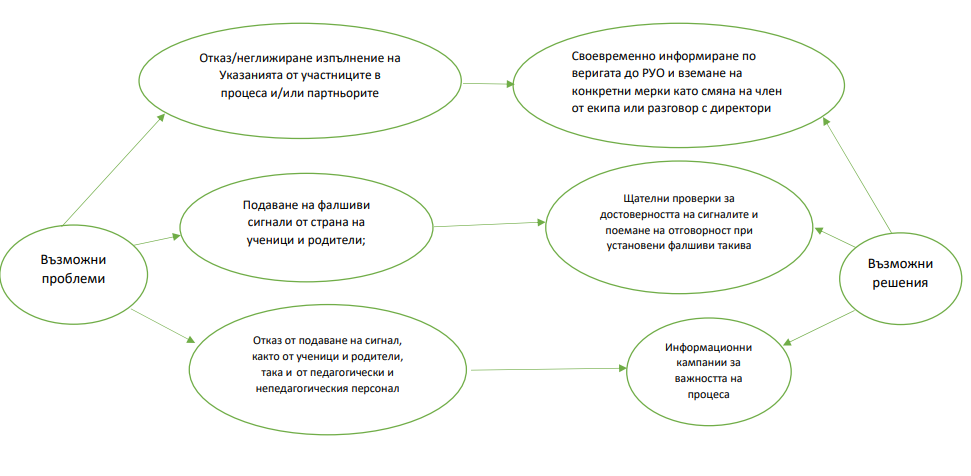 Отказ/неглижиране изпълнение на
Указанията от участниците в
процеса и/или партньорите
Своевременно информиране по
веригата до РУО и вземане на
конкретни мерки като смяна на член
от екипа или разговор с директори
Подаване на фалшиви
сигнали от страна на
ученици и родители;
Щателни проверки за
достоверността на сигналите и
поемане на отговорност при
установени фалшиви такива
Възможни
проблеми
Възможни
решения
Отказ от подаване на сигнал,
както от ученици и родители,
така и от педагогически и
непедагогическия персонал
Информационни
кампании за
важността на
процеса